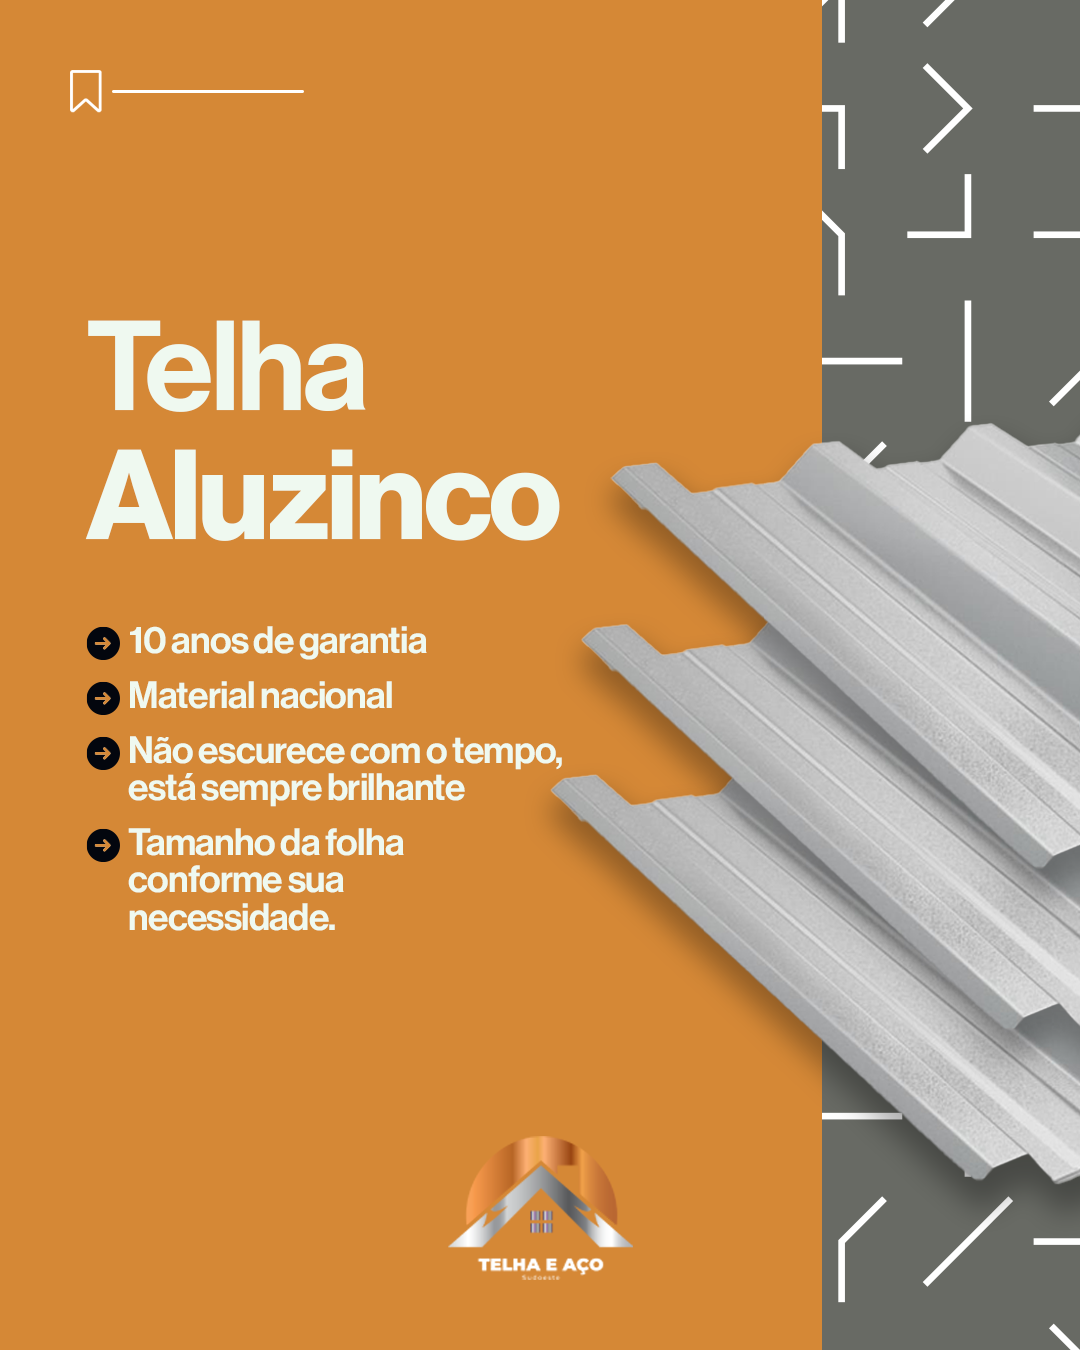 Telha
Aluzinco
10 anos de garantia
Material nacional
Não escurece com o tempo,
está sempre brilhante
Tamanho da folha
conforme sua
necessidade.
TELHA E AÇO
Sudoeste